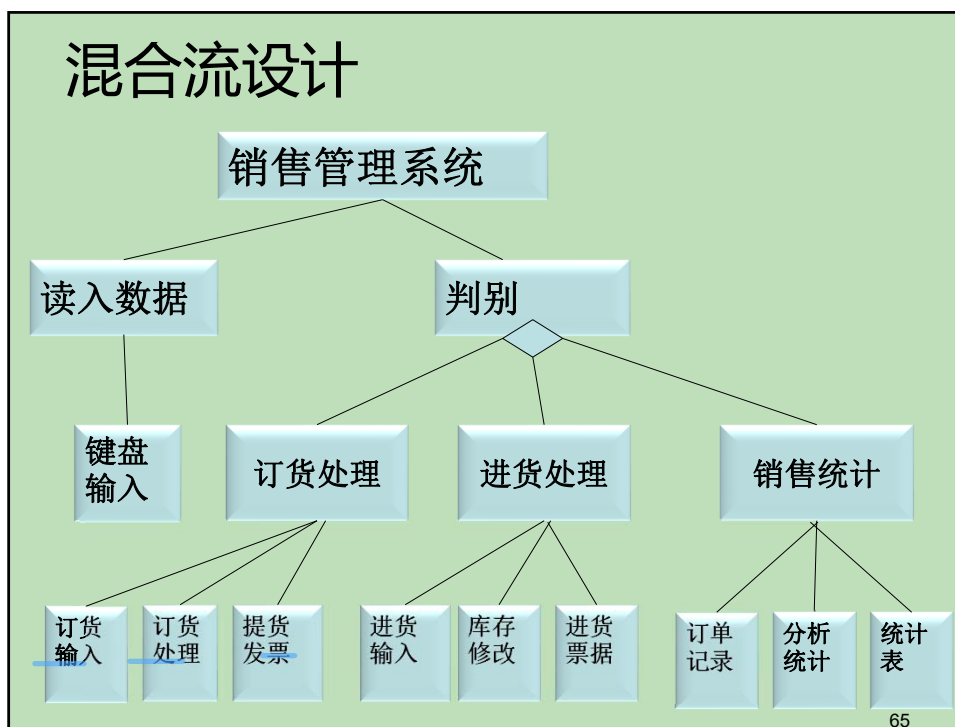 混合流设计
销售管理系统
读入数据
判别
键盘
输入
订货处理
进货处理
销售统计
订货
输入
订货
处理
提货
发票
进货
输入
库存
修改
进货
票据
订单
记录
分析
统计
统计
表
65